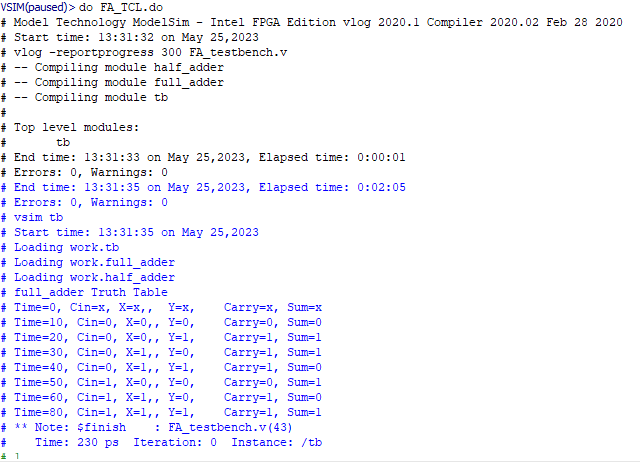 VSIM(paused)> do FA_TCL.do
# Model Technology ModelSim - Intel FPGA Edition vlog 2020.1 Compiler 2020.02 Feb 28 2020
# Start time: 13:31:32 on May 25,2023
# vlog -reportprogress 300 FA_testbench.v
# -- Compiling module half_adder
# -- Compiling module full_adder
# -- Compiling module tb
#
# Top level modules:
#       tb
# End time: 13:31:33 on May 25,2023, Elapsed time: 0:00:01
# Errors: 0, Warnings: 0
# End time: 13:31:35 on May 25,2023, Elapsed time: 0:02:05
# Errors: 0, Warnings: 0
# vsim tb
# Start time: 13:31:35 on May 25,2023
# Loading work.tb
# Loading work.full_adder
# Loading work.half_adder
# full_adder Truth Table
# Time=0, Cin=x, X=x,, Y=x,    Carry=x, Sum=x
# Time=10, Cin=0, X=0,, Y=0,    Carry=0, Sum=0
# Time=20, Cin=0, X=0,, Y=1,    Carry=1, Sum=1
# Time=30, Cin=0, X=1,, Y=0,    Carry=1, Sum=1
# Time=40, Cin=0, X=1,, Y=1,    Carry=1, Sum=0
# Time=50, Cin=1, X=0,, Y=0,    Carry=0, Sum=1
# Time=60, Cin=1, X=1,, Y=0,    Carry=1, Sum=0
# Time=80, Cin=1, X=1,, Y=1,    Carry=1, Sum=1
# ** Note: $finish    : FA_testbench.v(43)
#    Time: 230 ps  Iteration: 0  Instance: /tb
# 1